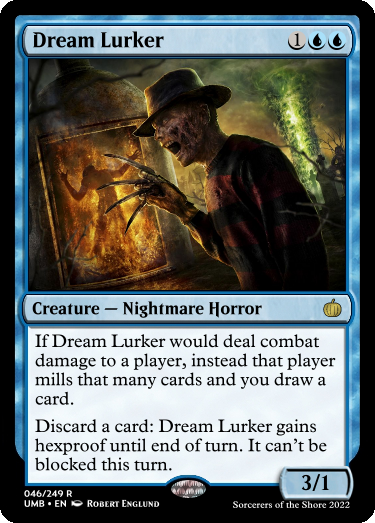 Dream Lurker 1
Creature — Nightmare Horror
If Dream Lurker would deal combat
damage to a player, instead that player
mills that many cards and you draw a
card.
Discard a card: Dream Lurker gains
hexproof until end of turn. It can't be
blocked this turn.
3/1
046/249 R
UMB • EN Robert Englund
Sorcerers of the Shore 2022